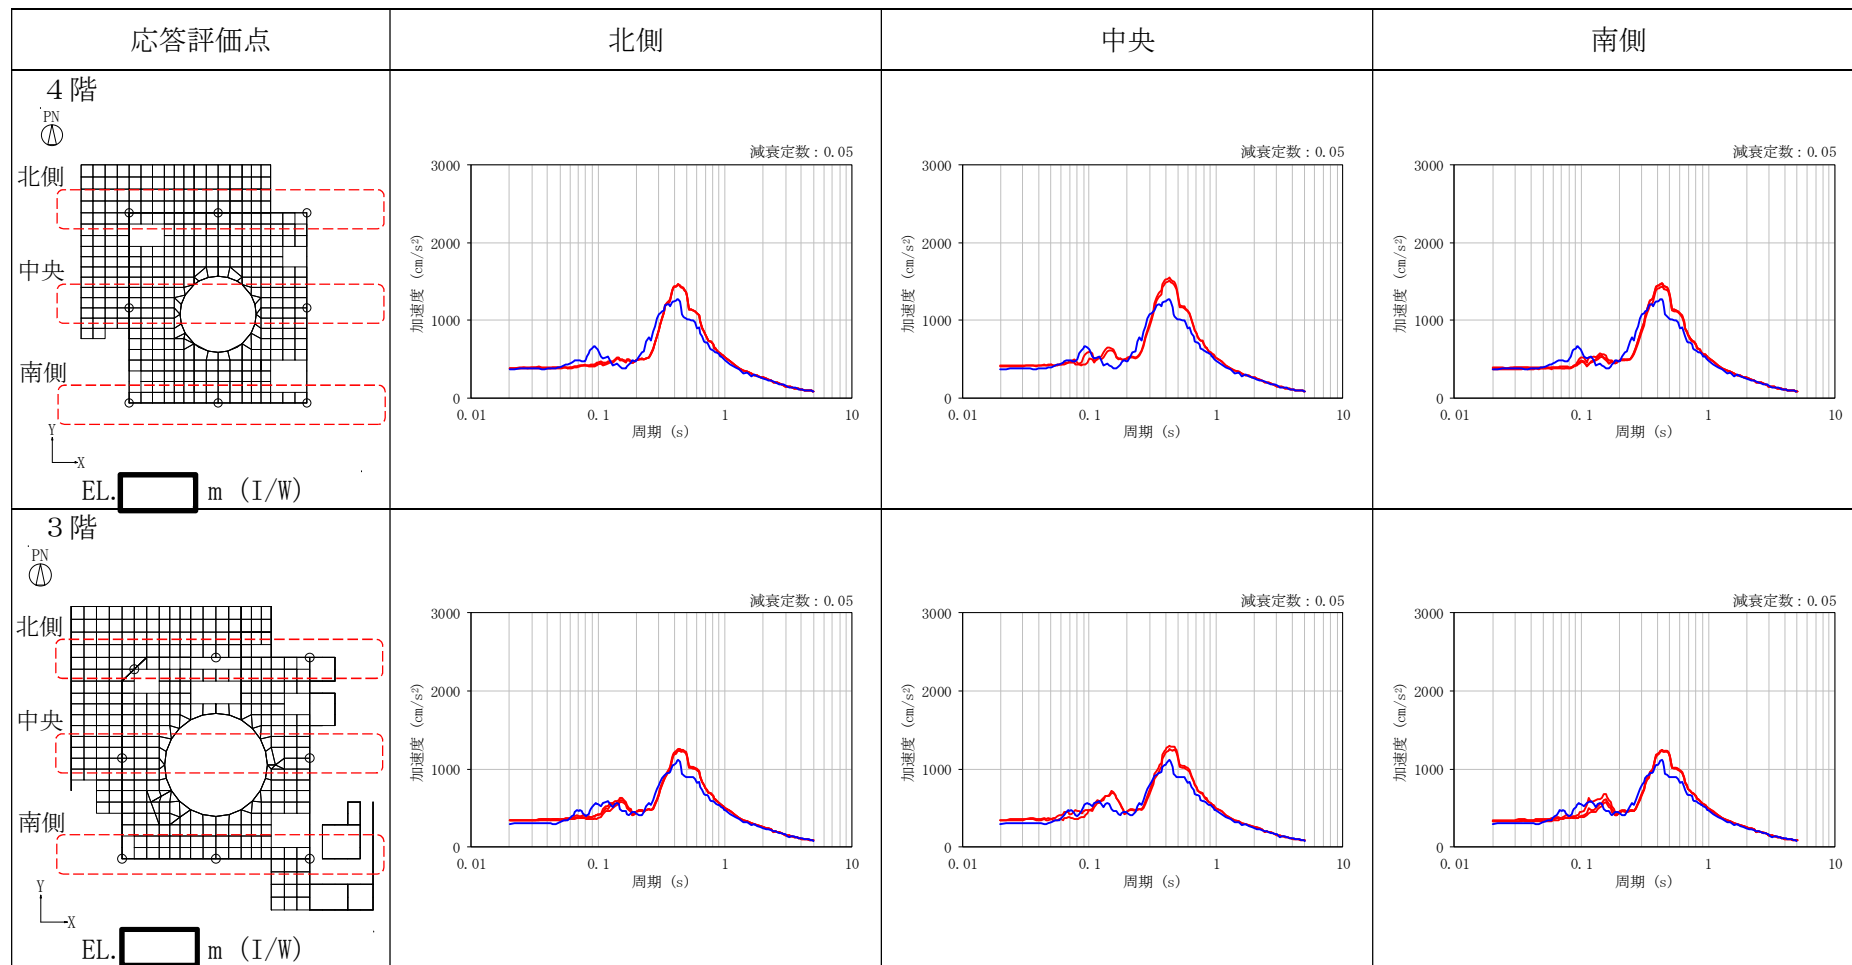 応答評価点 北側 中央 南側
4階
PN
北側
中央
南側
Y
X
EL. m (I/W)
減衰定数:0.05
3000
2000
1000
0
加速度 (cm/s²)
0.01 0.1 1 10
周期 (s)
減衰定数:0.05
3000
2000
1000
0
加速度 (cm/s²)
0.01 0.1 1 10
周期 (s)
減衰定数:0.05
3000
2000
1000
0
加速度 (cm/s²)
0.01 0.1 1 10
周期 (s)
3階
PN
北側
中央
南側
Y
X
EL. m (I/W)
減衰定数:0.05
3000
2000
1000
0
加速度 (cm/s²)
0.01 0.1 1 10
周期 (s)
減衰定数:0.05
3000
2000
1000
0
加速度 (cm/s²)
0.01 0.1 1 10
周期 (s)
減衰定数:0.05
3000
2000
1000
0
加速度 (cm/s²)
0.01 0.1 1 10
周期 (s)